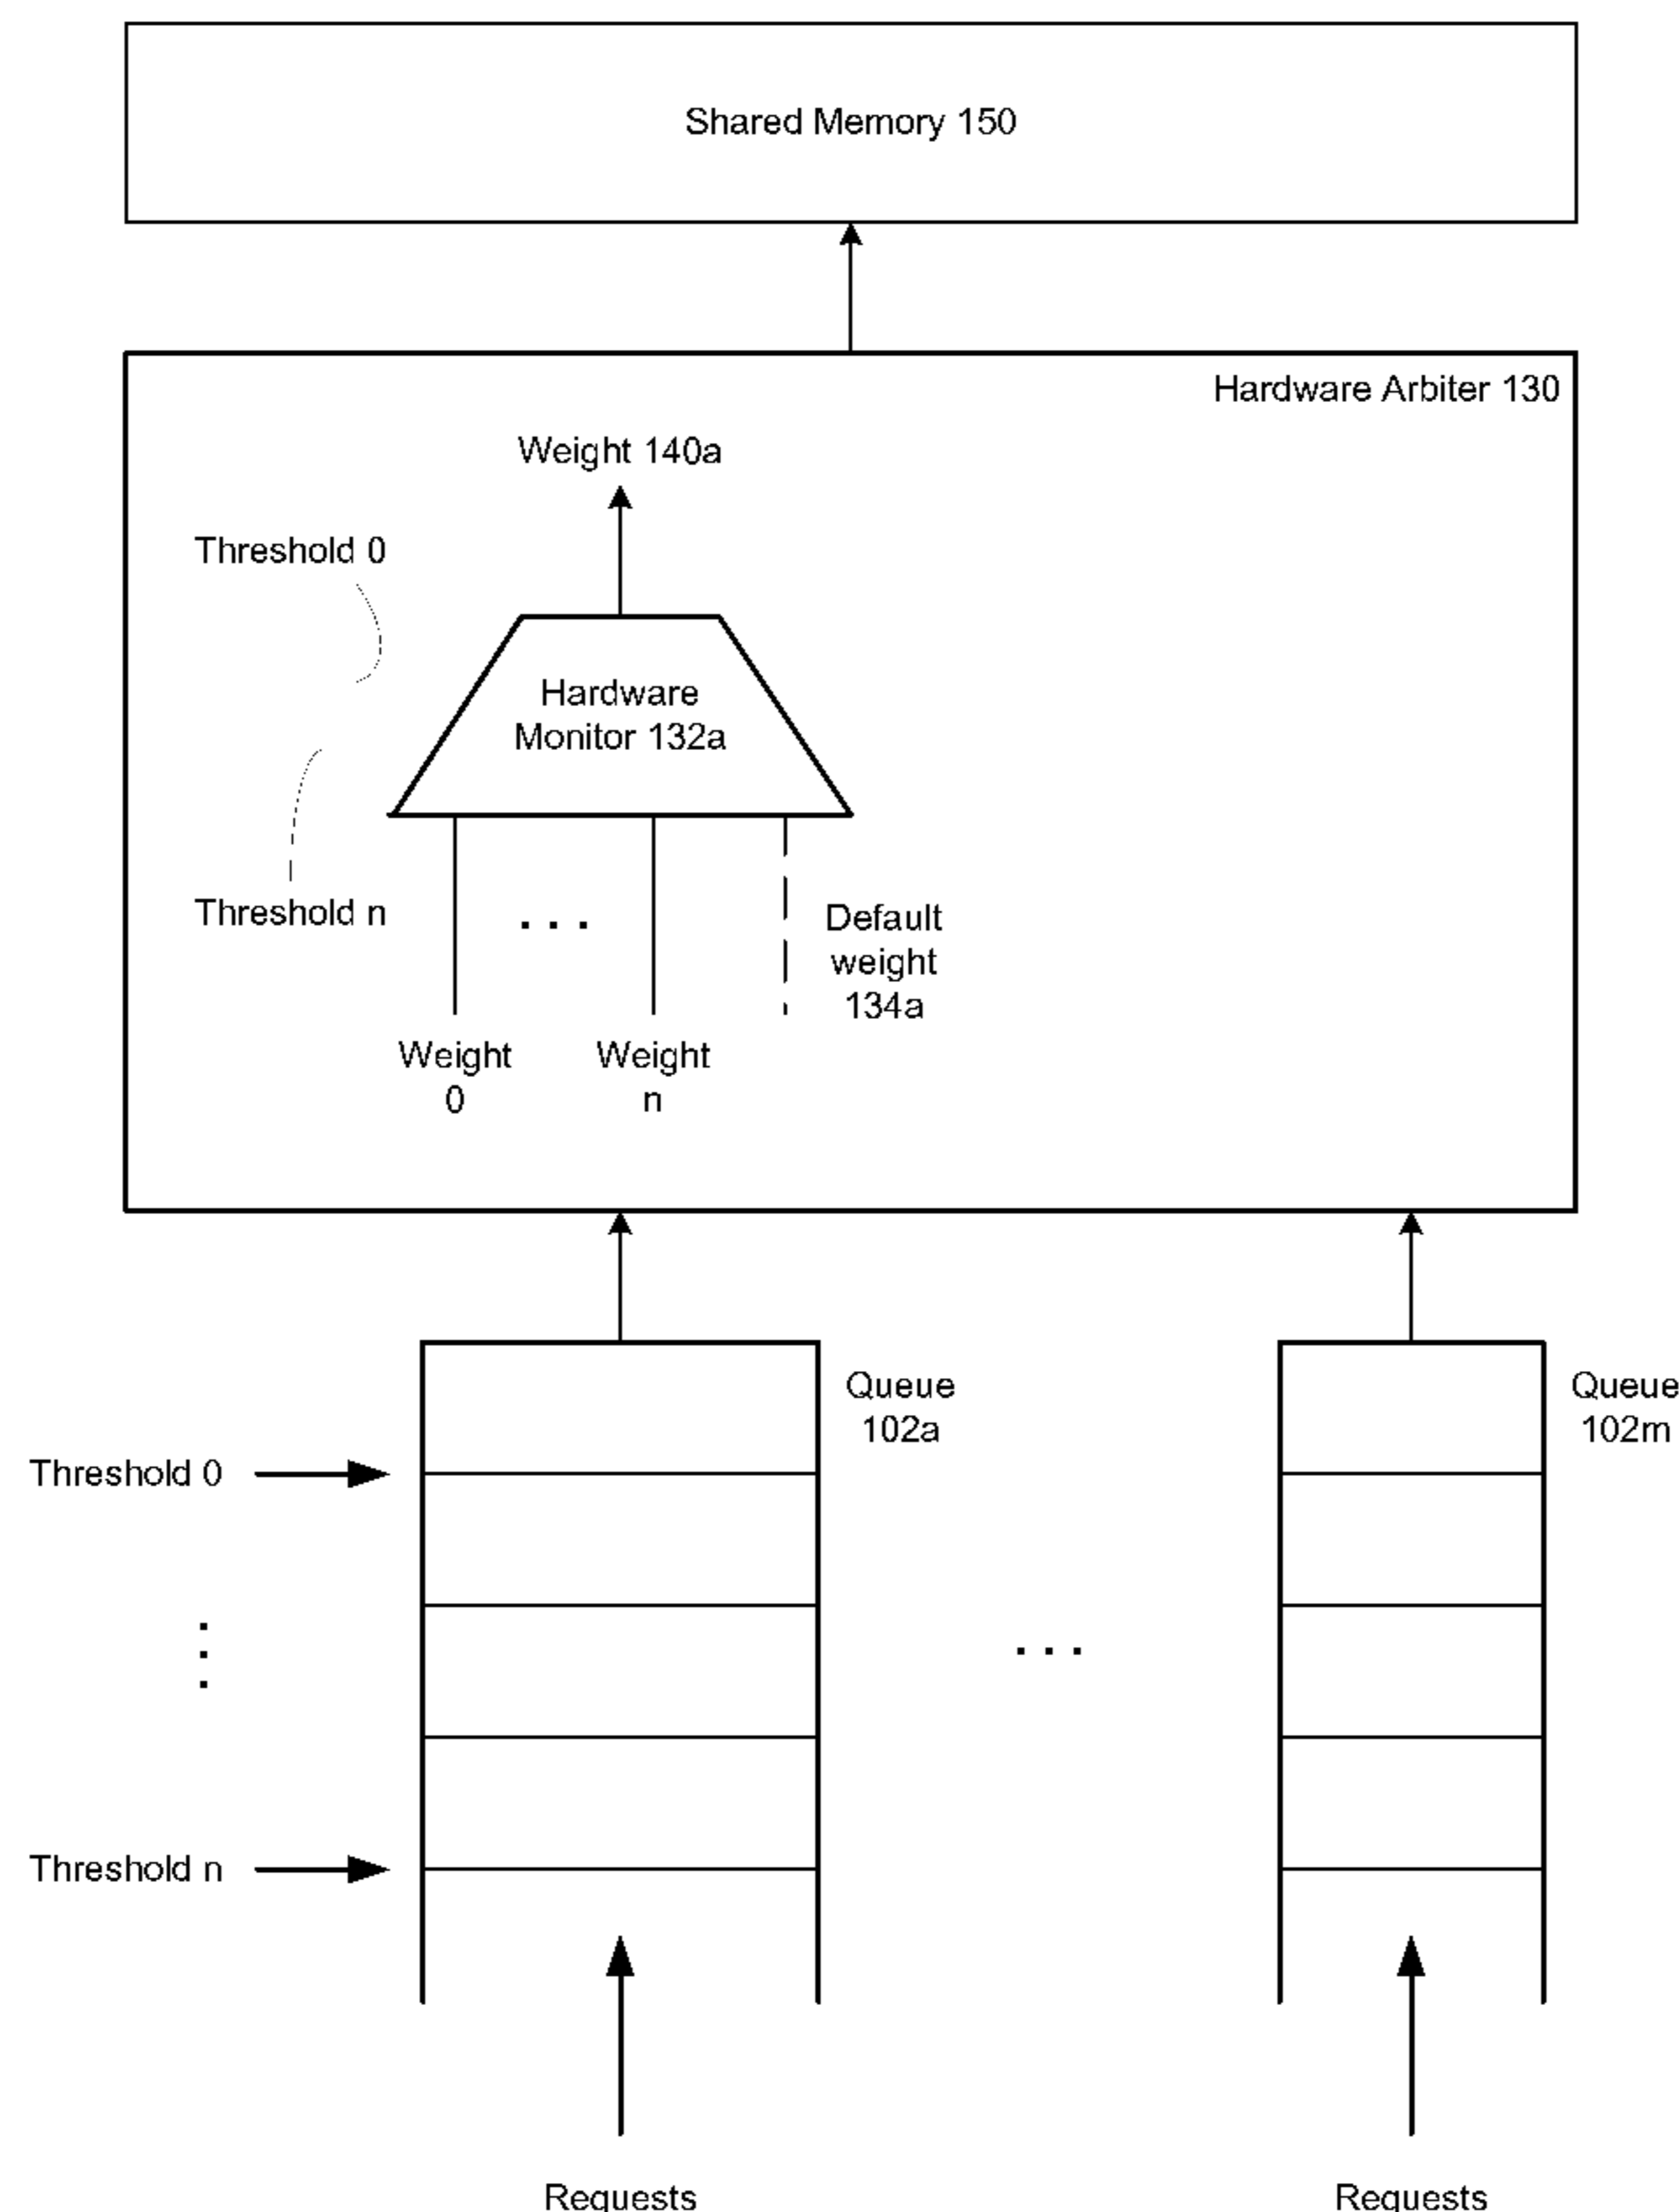 Shared Memory 150
Hardware Arbiter 130
Weight 140a
Threshold 0
Hardware
Monitor 132a
Threshold n
. . .
Default
weight
134a
Weight
0
Weight
n
Queue
102a
Queue
102m
Threshold 0
. . .
Threshold n
Requests
Requests